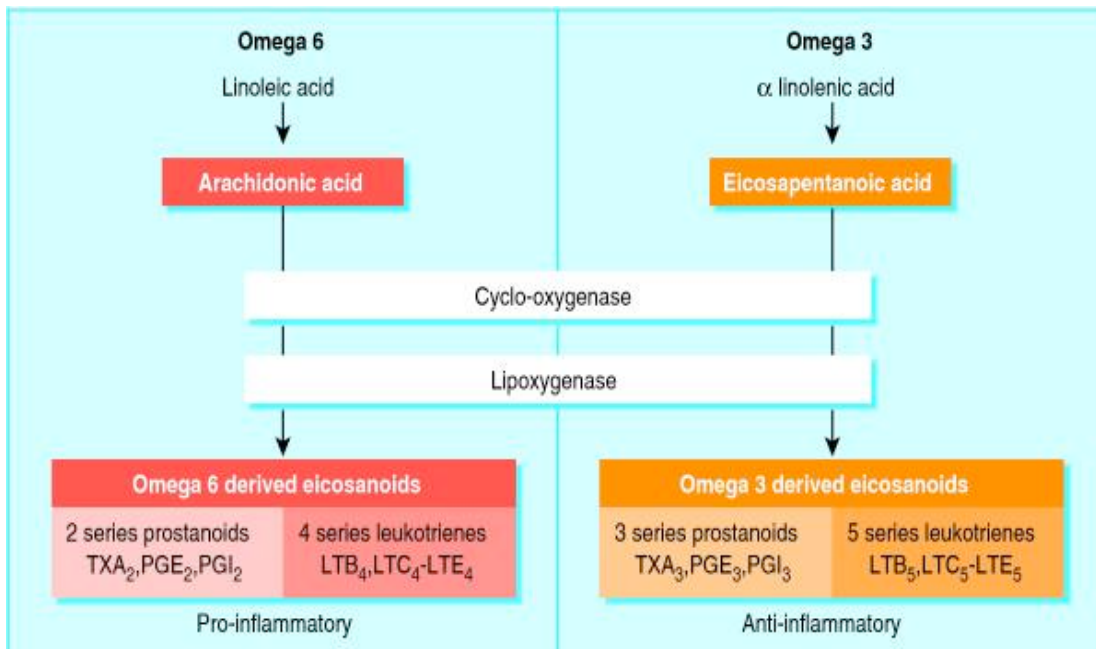 Omega 6
Linoleic acid
Arachidonic acid
Omega 3
α linolenic acid
Eicosapentanoic acid
Cyclo-oxygenase
Lipoxygenase
Omega 6 derived eicosanoids
2 series prostanoids
TXA₂,PGE₂,PGI₂
4 series leukotrienes
LTB₄,LTC₄-LTE₄
Pro-inflammatory
Omega 3 derived eicosanoids
3 series prostanoids
TXA₃,PGE₃,PGI₃
5 series leukotrienes
LTB₅,LTC₅-LTE₅
Anti-inflammatory